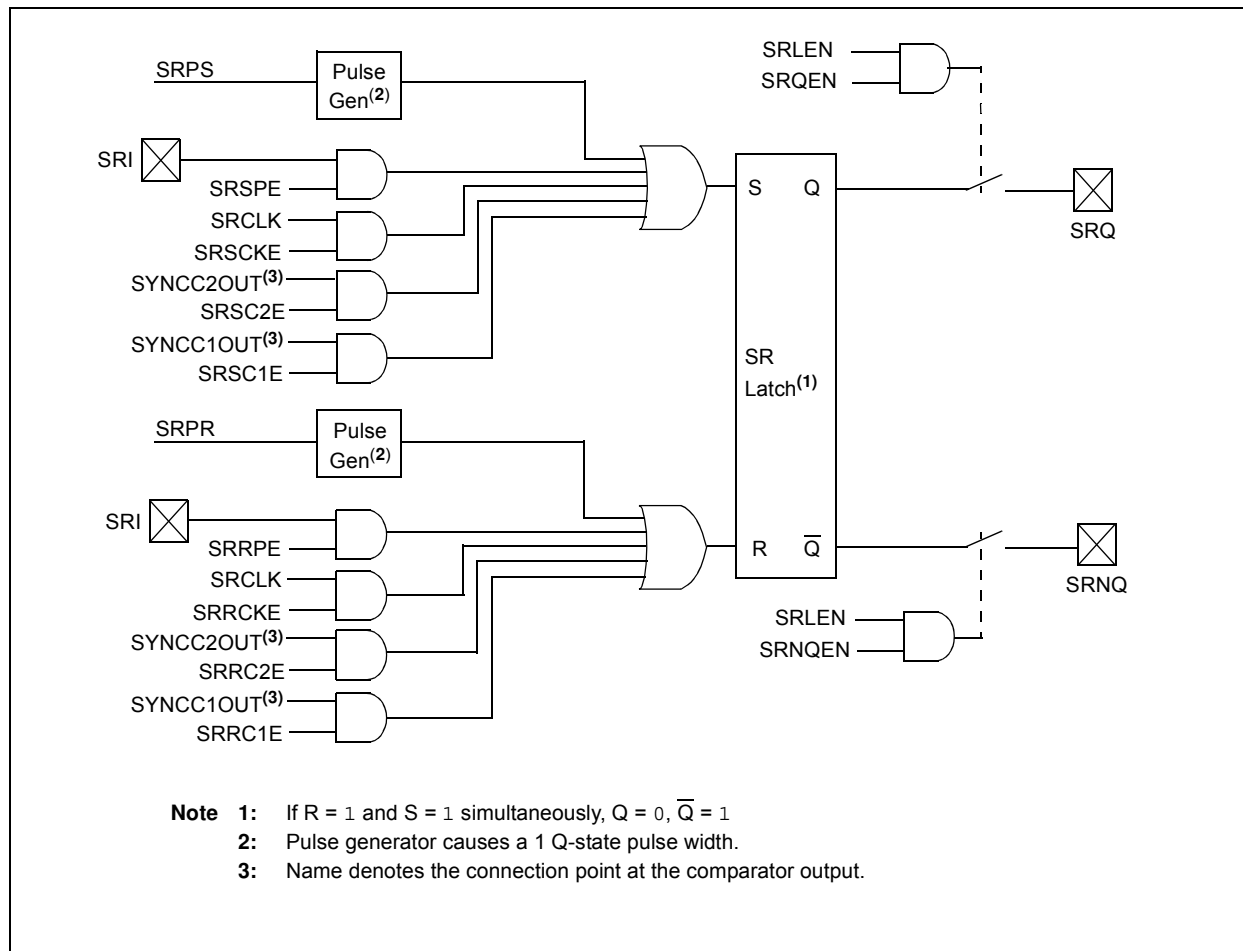 SRPS
Pulse
Gen(2)
SRI
SRSPE
SRCLK
SRSCKE
SYNCC2OUT(3)
SRSC2E
SYNCC1OUT(3)
SRSC1E
SRPR
Pulse
Gen(2)
SRI
SRRPE
SRCLK
SRRCKE
SYNCC2OUT(3)
SRRC2E
SYNCC1OUT(3)
SRRC1E
S Q
SR
Latch(1)
R Q̅
SRLEN
SRQEN
SRQ
SRNQ
SRLEN
SRNQEN
Note 1: If R = 1 and S = 1 simultaneously, Q = 0, Q̅ = 1
2: Pulse generator causes a 1 Q-state pulse width.
3: Name denotes the connection point at the comparator output.